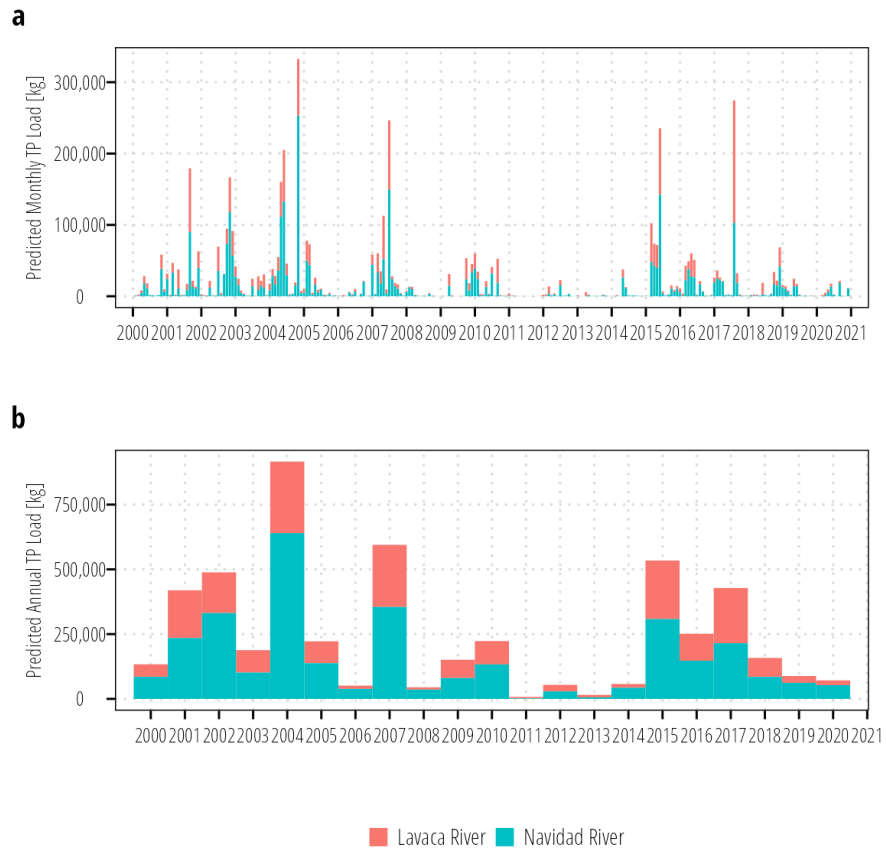 a
Predicted Monthly TP Load [kg]
300,000
200,000
100,000
0
2000 2001 2002 2003 2004 2005 2006 2007 2008 2009 2010 2011 2012 2013 2014 2015 2016 2017 2018 2019 2020 2021
b
Predicted Annual TP Load [kg]
750,000
500,000
250,000
0
2000 2001 2002 2003 2004 2005 2006 2007 2008 2009 2010 2011 2012 2013 2014 2015 2016 2017 2018 2019 2020 2021
Lavaca River Navidad River